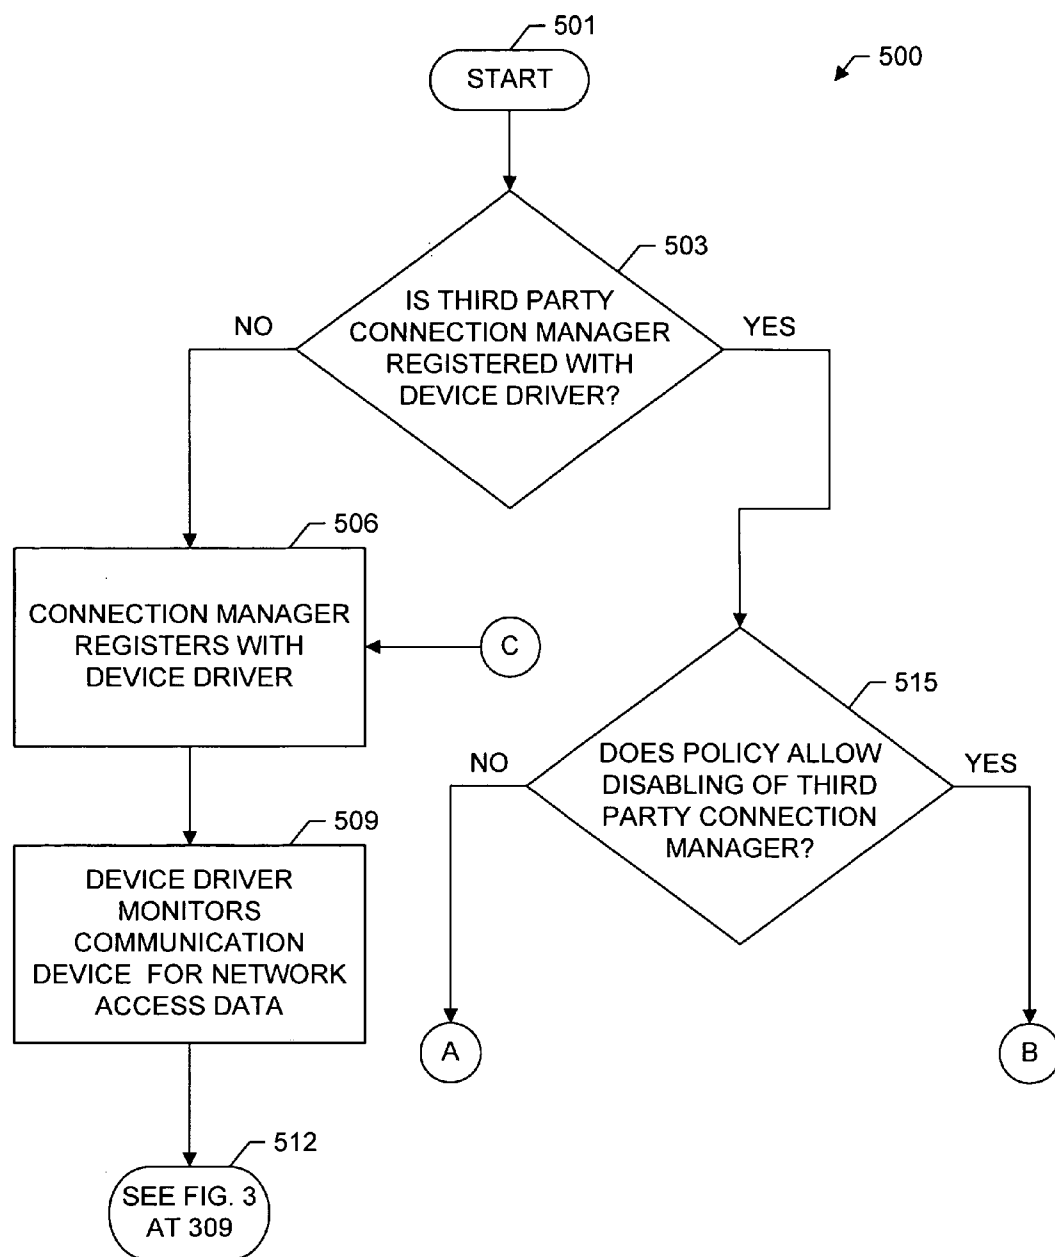 501
START
500
503
IS THIRD PARTY
CONNECTION MANAGER
REGISTERED WITH
DEVICE DRIVER?
NO
YES
506
CONNECTION MANAGER
REGISTERS WITH
DEVICE DRIVER
C
515
DOES POLICY ALLOW
DISABLING OF THIRD
PARTY CONNECTION
MANAGER?
NO
YES
509
DEVICE DRIVER
MONITORS
COMMUNICATION
DEVICE FOR NETWORK
ACCESS DATA
A
B
512
SEE FIG. 3
AT 309